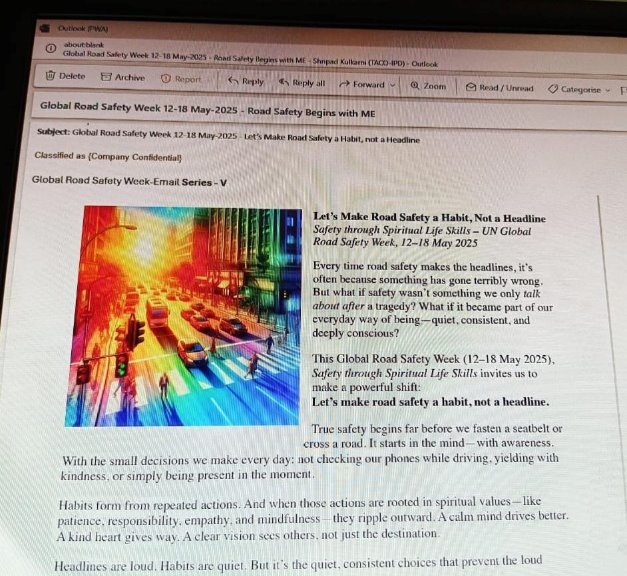 Outlook (PWA)
about:blank
Global Road Safety Week 12-18 May-2025 - Road Safety Begins with ME - Shripad Kulkarni (TACO-IPD) - Outlook
Delete Archive Report Reply Reply all Forward Zoom Read / Unread Categorise
Global Road Safety Week 12-18 May-2025 - Road Safety Begins with ME
Subject: Global Road Safety Week 12-18 May-2025 - Let's Make Road Safety a Habit, not a Headline
Classified as {Company Confidential}
Global Road Safety Week-Email Series - V
Let's Make Road Safety a Habit, Not a Headline
Safety through Spiritual Life Skills – UN Global
Road Safety Week, 12–18 May 2025
Every time road safety makes the headlines, it's
often because something has gone terribly wrong.
But what if safety wasn't something we only talk
about after a tragedy? What if it became part of our
everyday way of being—quiet, consistent, and
deeply conscious?
This Global Road Safety Week (12–18 May 2025),
Safety through Spiritual Life Skills invites us to
make a powerful shift:
Let's make road safety a habit, not a headline.
True safety begins far before we fasten a seatbelt or
cross a road. It starts in the mind—with awareness.
With the small decisions we make every day: not checking our phones while driving, yielding with
kindness, or simply being present in the moment.
Habits form from repeated actions. And when those actions are rooted in spiritual values—like
patience, responsibility, empathy, and mindfulness—they ripple outward. A calm mind drives better.
A kind heart gives way. A clear vision sees others, not just the destination.
Headlines are loud. Habits are quiet. But it's the quiet, consistent choices that prevent the loud